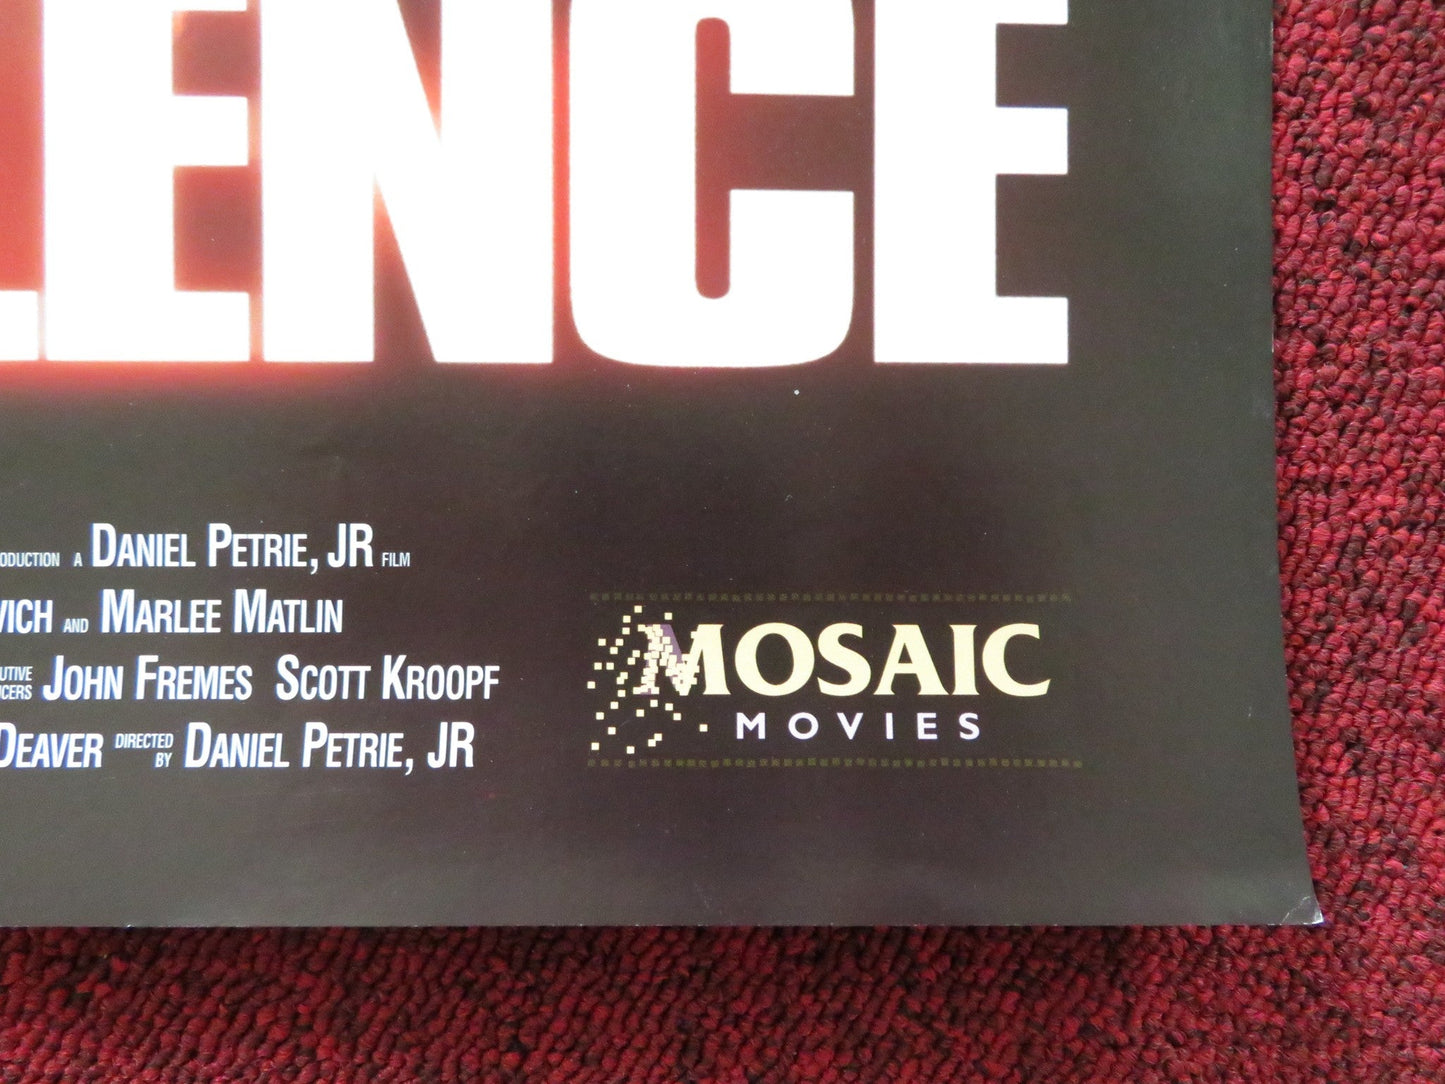 LENCE
ODUCTION A DANIEL PETRIE, JR FILM
VICH AND MARLEE MATLIN
UTIVE
UCERS JOHN FREMES SCOTT KROOPF
DEAVER DIRECTED BY DANIEL PETRIE, JR
MOSAIC
MOVIES